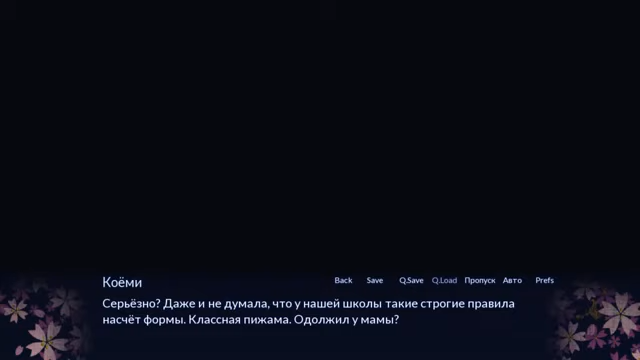 Коёми
Back Save Q.Save Q.Load Пропуск Авто Prefs
Серьёзно? Даже и не думала, что у нашей школы такие строгие правила
насчёт формы. Классная пижама. Одолжил у мамы?